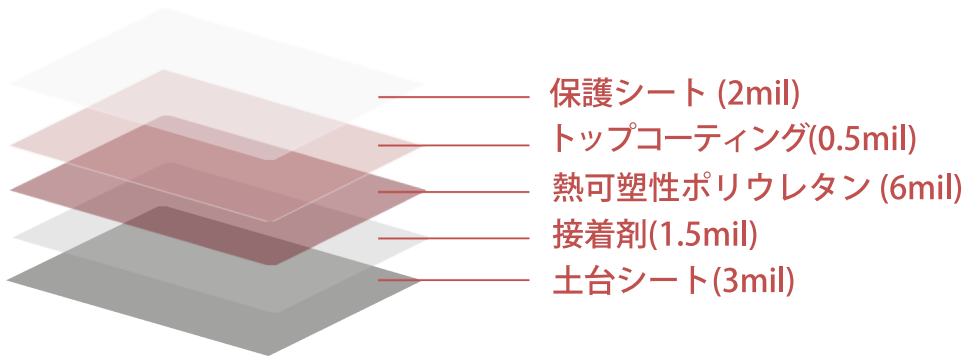 保護シート (2mil)
トップコーティング(0.5mil)
熱可塑性ポリウレタン (6mil)
接着剤(1.5mil)
土台シート(3mil)